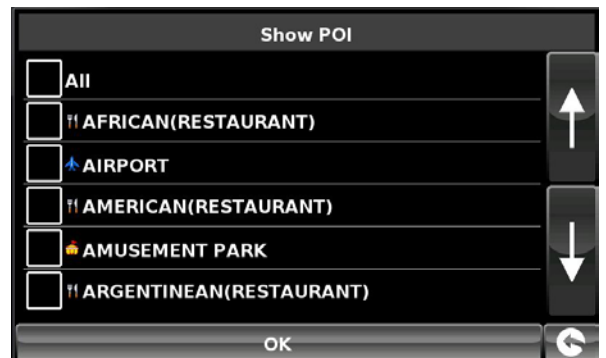 Show POI
All
AFRICAN(RESTAURANT)
AIRPORT
AMERICAN(RESTAURANT)
AMUSEMENT PARK
ARGENTINEAN(RESTAURANT)
OK